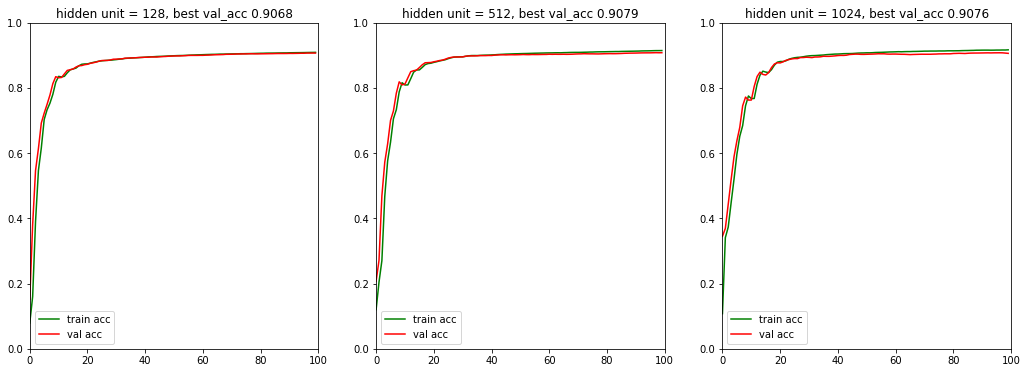 hidden unit = 128, best val_acc 0.9068
1.0
0.8
0.6
0.4
0.2
0.0
0 20 40 60 80 100
train acc
val acc
hidden unit = 512, best val_acc 0.9079
1.0
0.8
0.6
0.4
0.2
0.0
0 20 40 60 80 100
train acc
val acc
hidden unit = 1024, best val_acc 0.9076
1.0
0.8
0.6
0.4
0.2
0.0
0 20 40 60 80 100
train acc
val acc